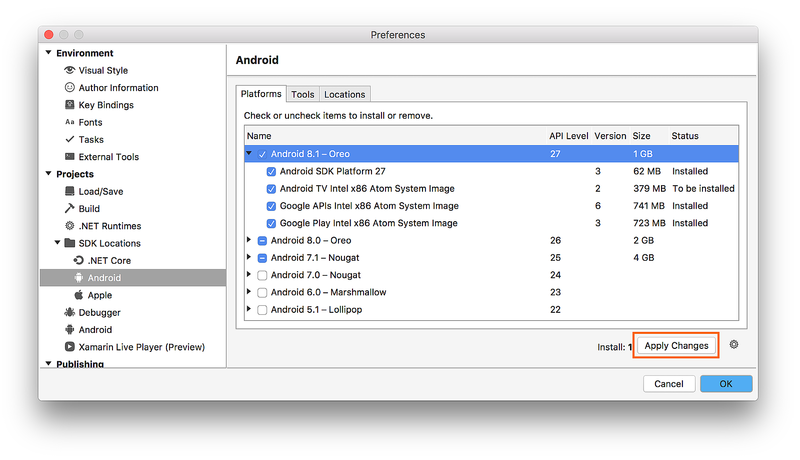 Preferences
Environment
Visual Style
Author Information
Key Bindings
Aa Fonts
Tasks
External Tools
Projects
Load/Save
Build
.NET Runtimes
SDK Locations
.NET Core
Android
Apple
Debugger
Android
Xamarin Live Player (Preview)
Publishing
Android
Platforms Tools Locations
Check or uncheck items to install or remove.
Name API Level Version Size Status
Android 8.1 – Oreo 27 1 GB
Android SDK Platform 27 3 62 MB Installed
Android TV Intel x86 Atom System Image 2 379 MB To be installed
Google APIs Intel x86 Atom System Image 6 741 MB Installed
Google Play Intel x86 Atom System Image 3 723 MB Installed
Android 8.0 – Oreo 26 2 GB
Android 7.1 – Nougat 25 4 GB
Android 7.0 – Nougat 24
Android 6.0 – Marshmallow 23
Android 5.1 – Lollipop 22
Install: 1 Apply Changes
Cancel OK